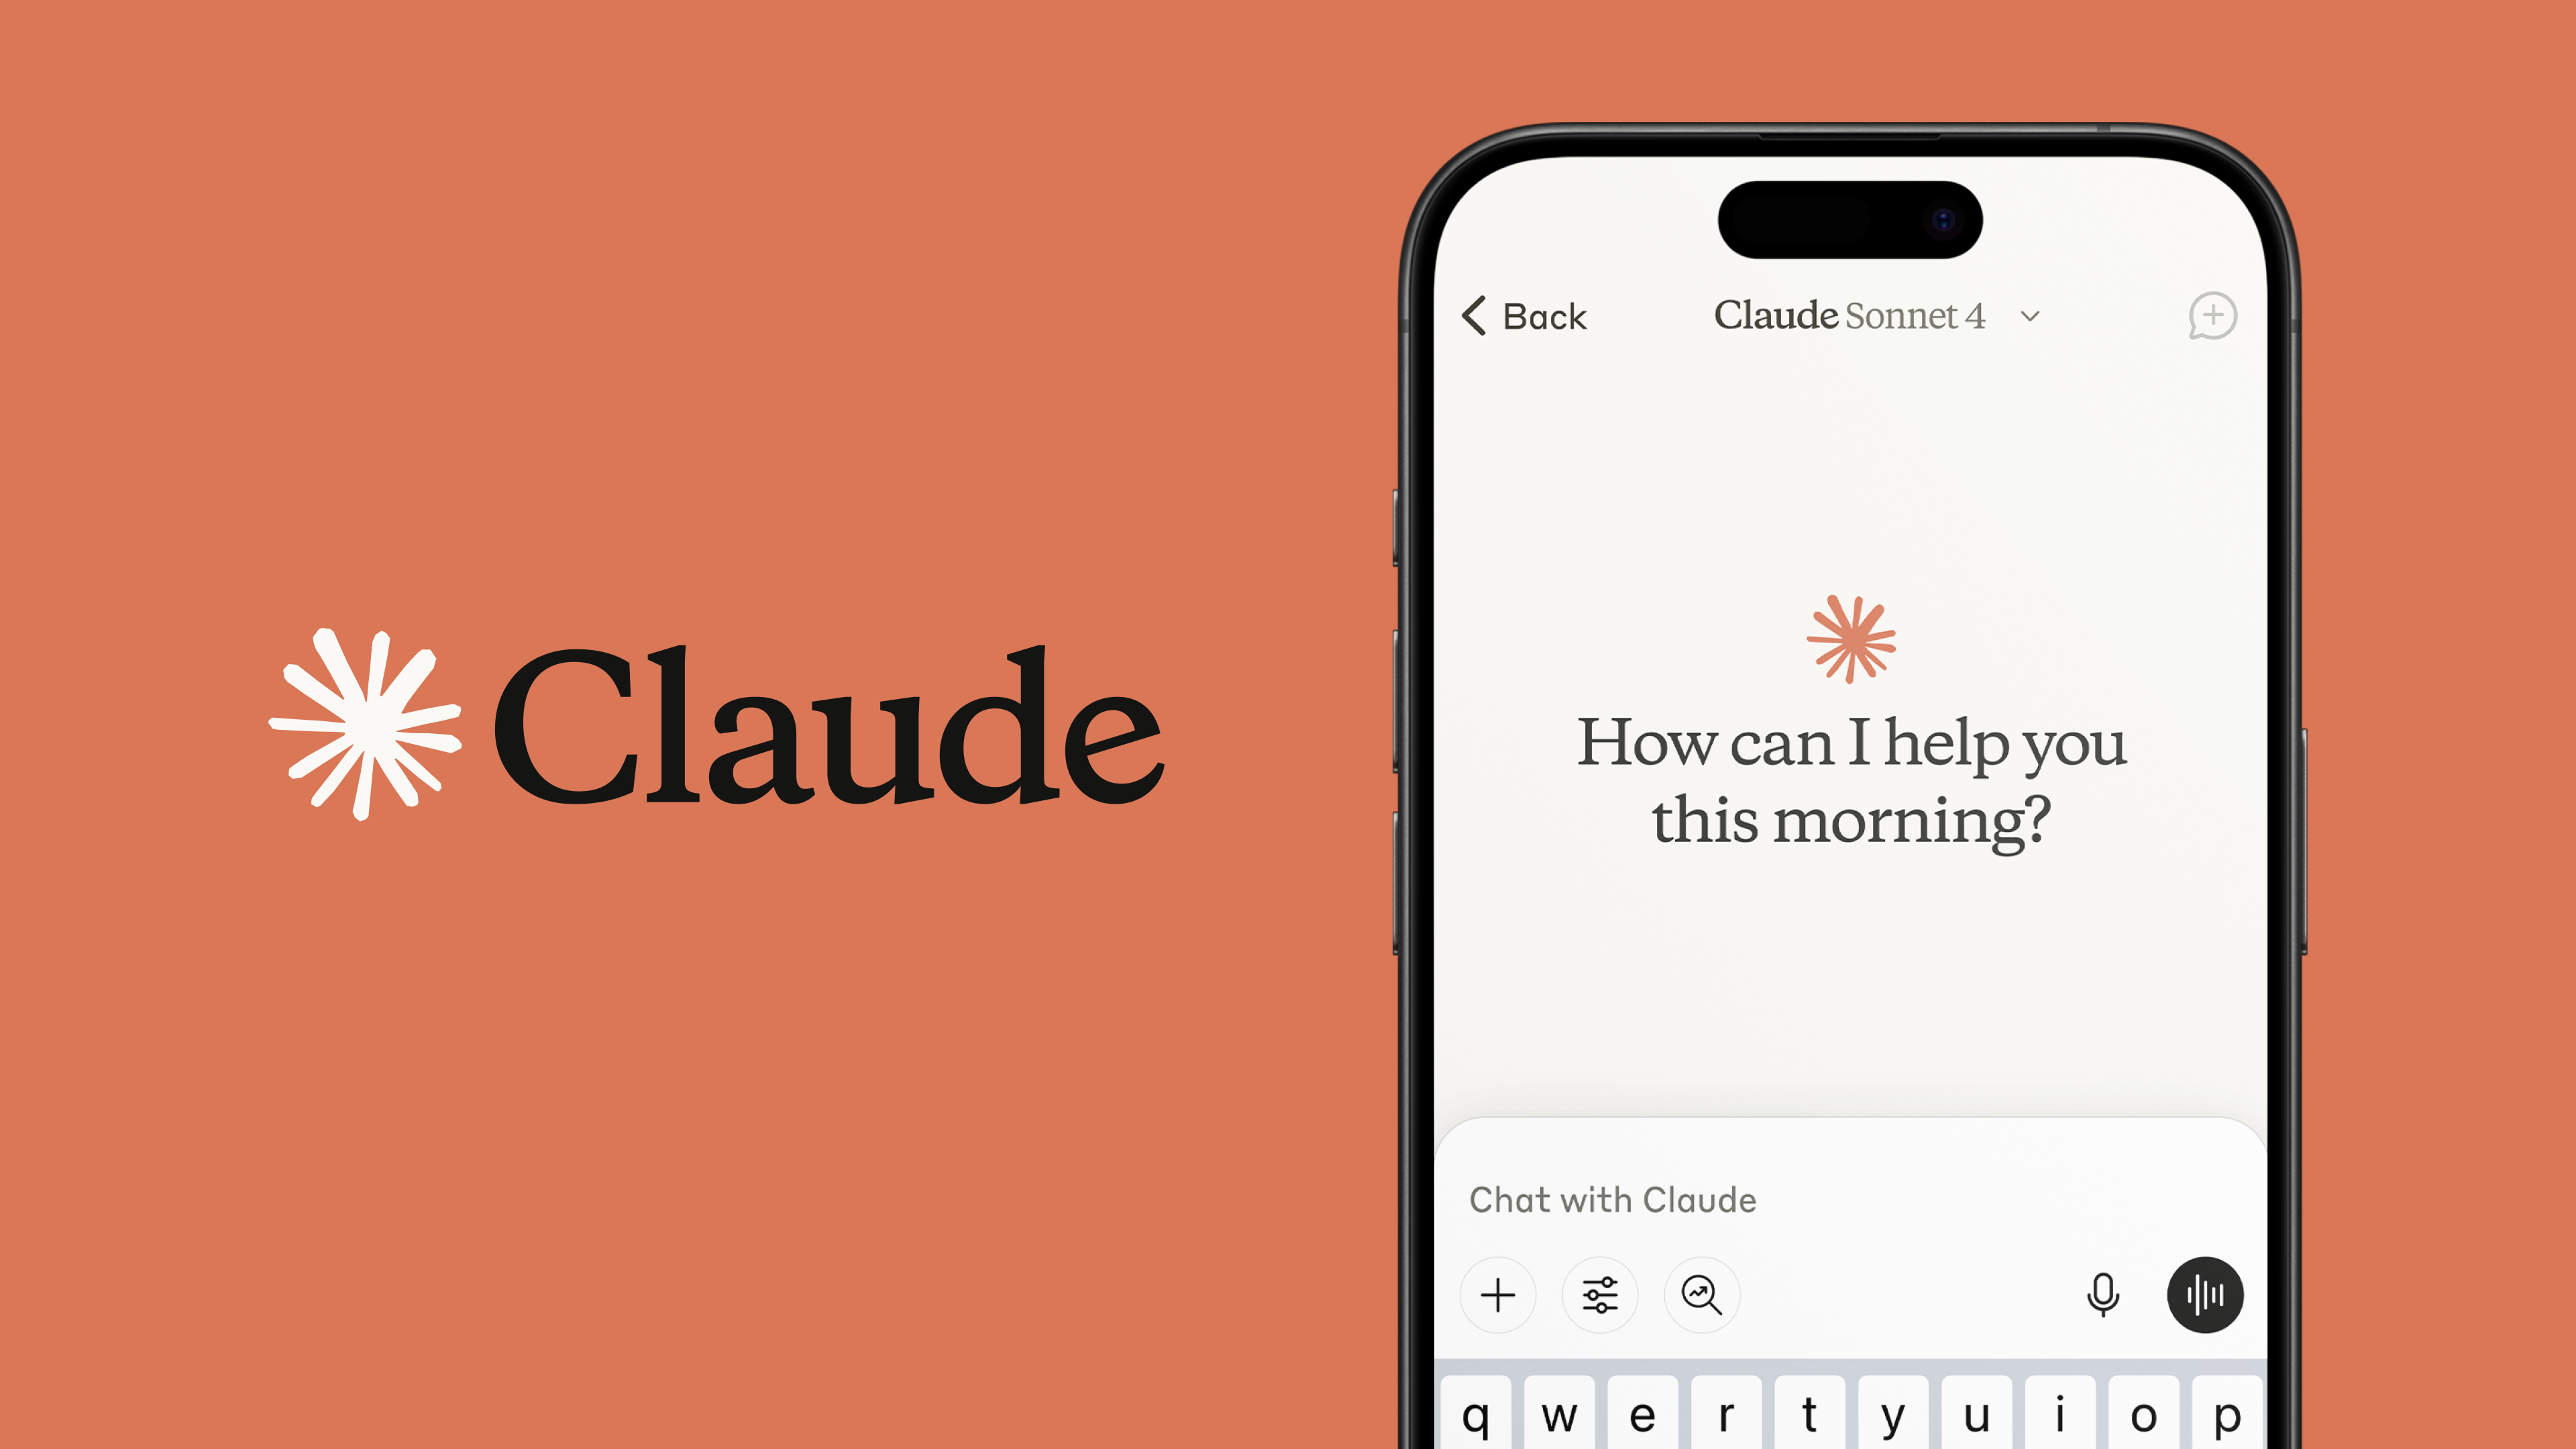 Claude
Back
Claude Sonnet 4
How can I help you
this morning?
Chat with Claude
q w e r t y u i o p